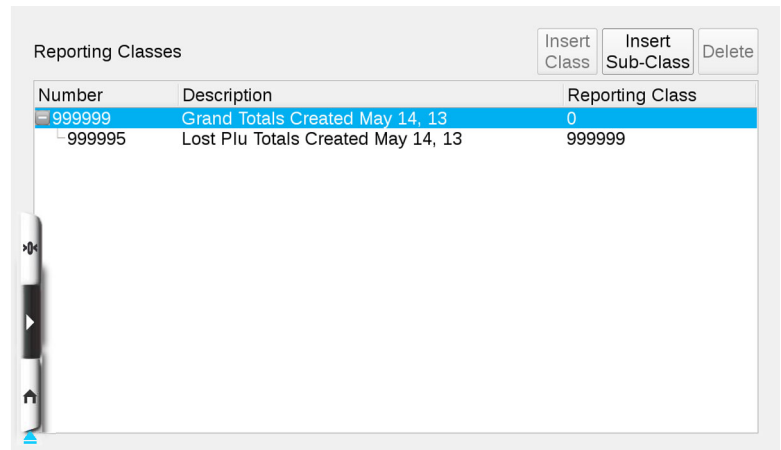 Reporting Classes
Insert Class
Insert Sub-Class
Delete
Number Description Reporting Class
999999 Grand Totals Created May 14, 13 0
999995 Lost Plu Totals Created May 14, 13 999999
>0<